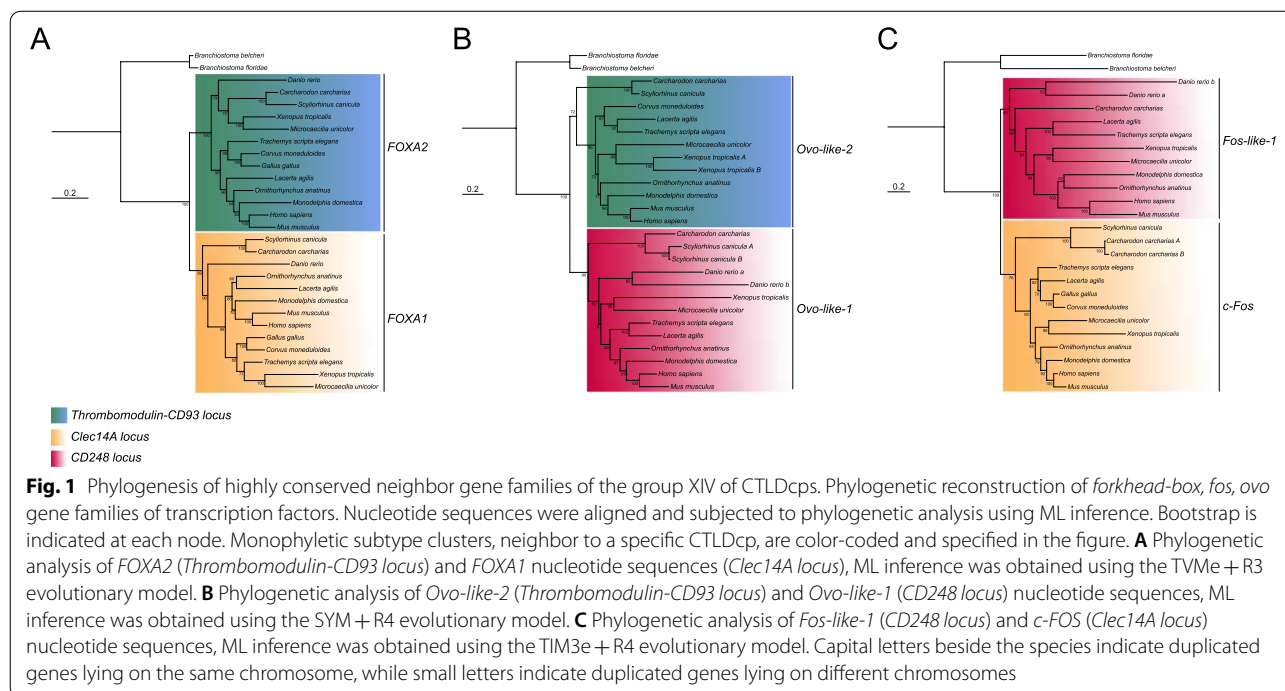 A
Branchiostoma belcheri
Branchiostoma floridae
Danio rerio
Carcharodon carcharias
Scyliorhinus canicula
Xenopus tropicalis
Microcaecilia unicolor
Trachemys scripta elegans
Corvus moneduloides
Gallus gallus
Lacerta agilis
Ornithorhynchus anatinus
Monodelphis domestica
Homo sapiens
Mus musculus
FOXA2
Scyliorhinus canicula
Carcharodon carcharias
Danio rerio
Ornithorhynchus anatinus
Lacerta agilis
Monodelphis domestica
Mus musculus
Homo sapiens
Gallus gallus
Corvus moneduloides
Trachemys scripta elegans
Xenopus tropicalis
Microcaecilia unicolor
FOXA1
0.2
B
Branchiostoma floridae
Branchiostoma belcheri
Carcharodon carcharias
Scyliorhinus canicula
Corvus moneduloides
Lacerta agilis
Trachemys scripta elegans
Microcaecilia unicolor
Xenopus tropicalis A
Xenopus tropicalis B
Ornithorhynchus anatinus
Monodelphis domestica
Mus musculus
Homo sapiens
Ovo-like-2
Carcharodon carcharias
Scyliorhinus canicula A
Scyliorhinus canicula B
Danio rerio a
Danio rerio b
Xenopus tropicalis
Microcaecilia unicolor
Trachemys scripta elegans
Lacerta agilis
Ornithorhynchus anatinus
Monodelphis domestica
Homo sapiens
Mus musculus
Ovo-like-1
0.2
C
Branchiostoma floridae
Branchiostoma belcheri
Danio rerio b
Danio rerio a
Carcharodon carcharias
Lacerta agilis
Trachemys scripta elegans
Xenopus tropicalis
Microcaecilia unicolor
Monodelphis domestica
Ornithorhynchus anatinus
Homo sapiens
Mus musculus
Fos-like-1
Scyliorhinus canicula
Carcharodon carcharias A
Carcharodon carcharias B
Trachemys scripta elegans
Lacerta agilis
Gallus gallus
Corvus moneduloides
Microcaecilia unicolor
Xenopus tropicalis
Ornithorhynchus anatinus
Monodelphis domestica
Homo sapiens
Mus musculus
c-Fos
0.2
Thrombomodulin-CD93 locus
Clec14A locus
CD248 locus
Fig. 1 Phylogenesis of highly conserved neighbor gene families of the group XIV of CTLDcps. Phylogenetic reconstruction of forkhead-box, fos, ovo
gene families of transcription factors. Nucleotide sequences were aligned and subjected to phylogenetic analysis using ML inference. Bootstrap is
indicated at each node. Monophyletic subtype clusters, neighbor to a specific CTLDcp, are color-coded and specified in the figure. A Phylogenetic
analysis of FOXA2 (Thrombomodulin-CD93 locus) and FOXA1 nucleotide sequences (Clec14A locus), ML inference was obtained using the TVMe + R3
evolutionary model. B Phylogenetic analysis of Ovo-like-2 (Thrombomodulin-CD93 locus) and Ovo-like-1 (CD248 locus) nucleotide sequences, ML
inference was obtained using the SYM + R4 evolutionary model. C Phylogenetic analysis of Fos-like-1 (CD248 locus) and c-FOS (Clec14A locus)
nucleotide sequences, ML inference was obtained using the TIM3e + R4 evolutionary model. Capital letters beside the species indicate duplicated
genes lying on the same chromosome, while small letters indicate duplicated genes lying on different chromosomes